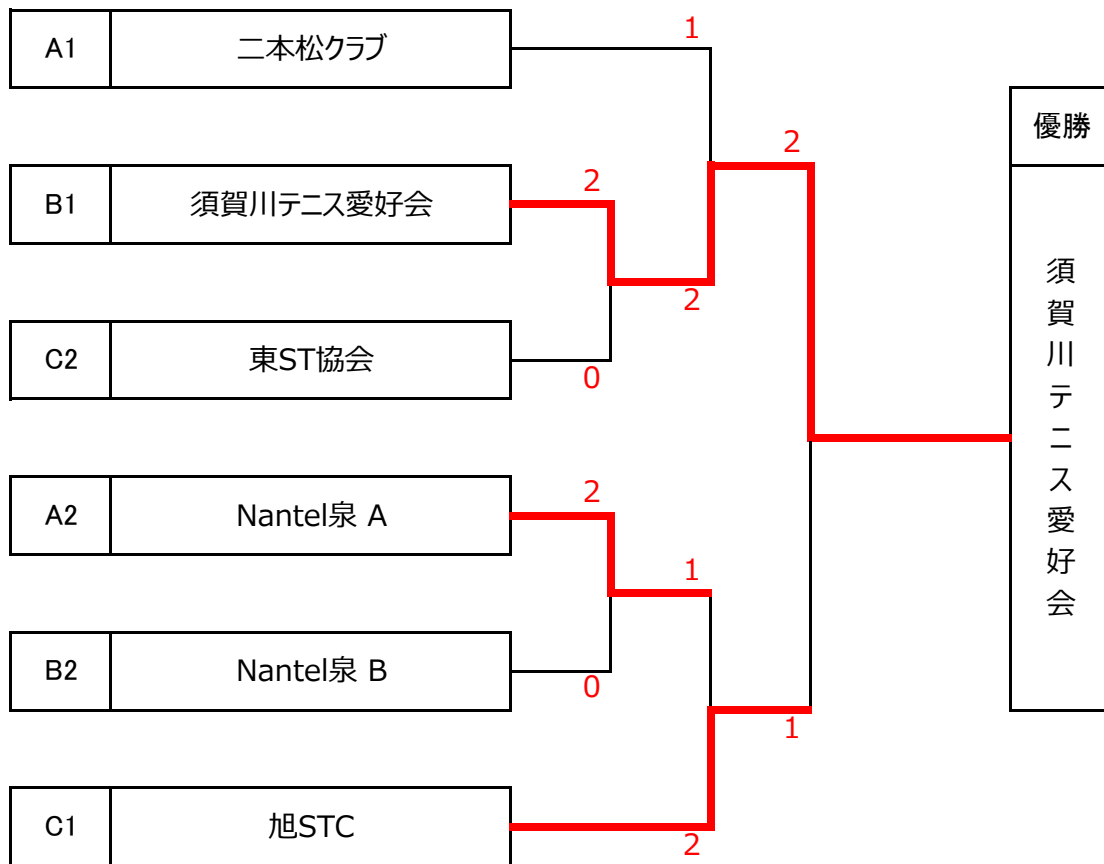 1
A1 二本松クラブ
優勝
2
2
B1 須賀川テニス愛好会
須賀川テニス愛好会
2
C2 東ST協会
0
2
A2 Nantel泉 A
1
B2 Nantel泉 B
0
1
C1 旭STC
2